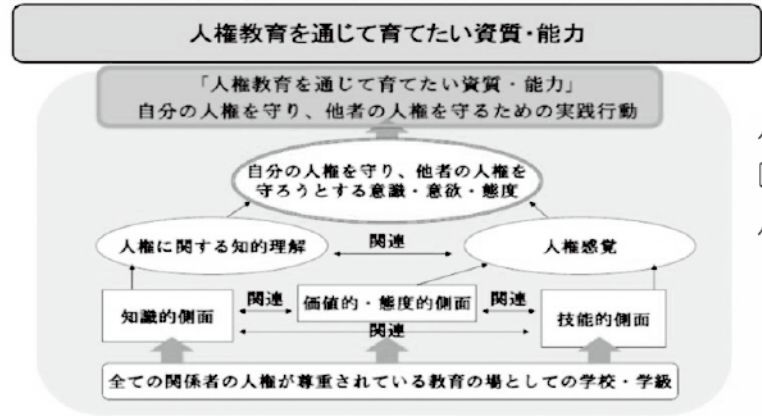 人権教育を通じて育てたい資質・能力
「人権教育を通じて育てたい資質・能力」
自分の人権を守り、他者の人権を守るための実践行動
自分の人権を守り、他者の人権を
守ろうとする意識・意欲・態度
人権に関する知的理解
関連
人権感覚
知識的側面
関連
価値的・態度的側面
関連
技能的側面
関連
全ての関係者の人権が尊重されている教育の場としての学校・学級